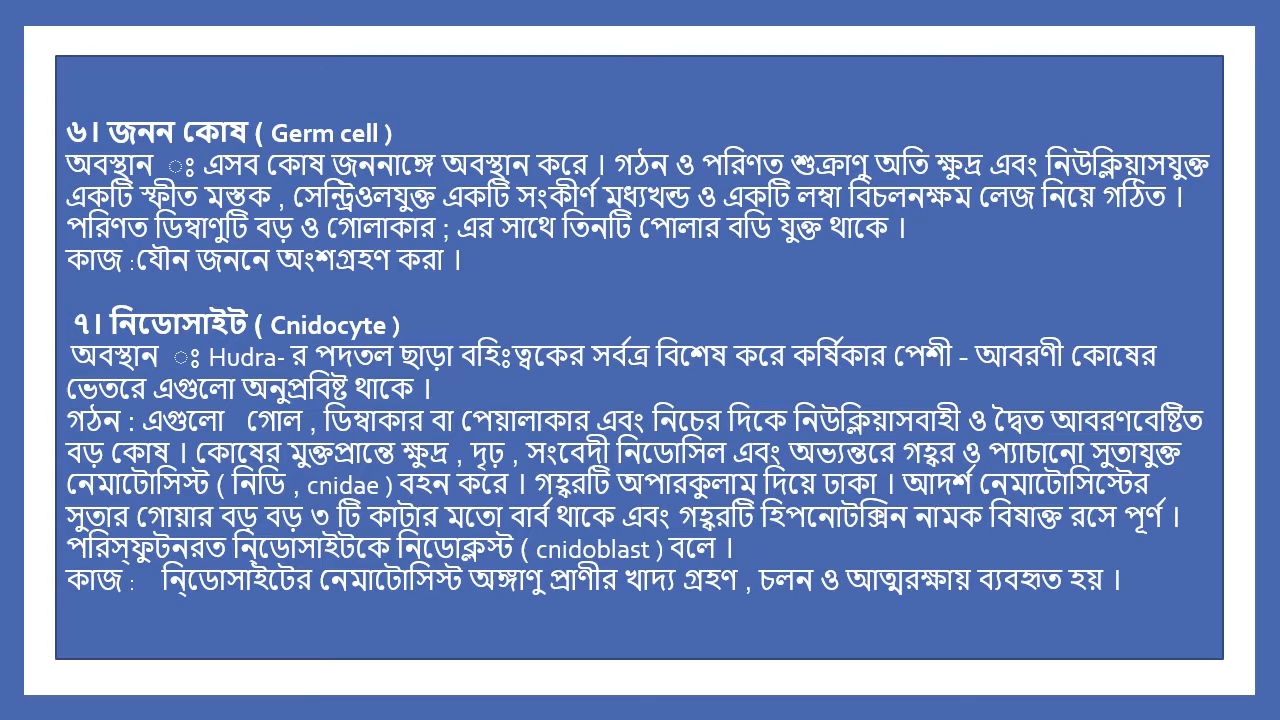 ৬। জনন কোষ ( Germ cell )
অবস্থান ঃ এসব কোষ জননাঙ্গে অবস্থান করে । গঠন ও পরিণত শুক্রাণু অতি ক্ষুদ্র এবং নিউক্লিয়াসযুক্ত
একটি স্ফীত মস্তক , সেন্ট্রিওলযুক্ত একটি সংকীর্ণ মধ্যখন্ড ও একটি লম্বা বিচলনক্ষম লেজ নিয়ে গঠিত ।
পরিণত ডিম্বাণুটি বড় ও গোলাকার ; এর সাথে তিনটি পোলার বডি যুক্ত থাকে ।
কাজ :যৌন জননে অংশগ্রহণ করা ।
৭। নিডোসাইট ( Cnidocyte )
অবস্থান ঃ Hudra- র পদতল ছাড়া বহিঃত্বকের সর্বত্র বিশেষ করে কর্ষিকার পেশী - আবরণী কোষের
ভেতরে এগুলো অনুপ্রবিষ্ট থাকে ।
গঠন : এগুলো গোল , ডিম্বাকার বা পেয়ালাকার এবং নিচের দিকে নিউক্লিয়াসবাহী ও দ্বৈত আবরণবেষ্টিত
বড় কোষ । কোষের মুক্তপ্রান্তে ক্ষুদ্র , দৃঢ় , সংবেদী নিডোসিল এবং অভ্যন্তরে গহ্বর ও প্যাচানো সুতাযুক্ত
নেমাটোসিস্ট ( নিডি , cnidae ) বহন করে । গহ্বরটি অপারকুলাম দিয়ে ঢাকা । আদর্শ নেমাটোসিস্টের
সুতার গোয়ার বড় বড় ৩ টি কাটার মতো বার্ব থাকে এবং গহ্বরটি হিপনোটক্সিন নামক বিষাক্ত রসে পূর্ণ ।
পরিস্ফুটনরত নিডোসাইটকে নিডোব্লস্ট ( cnidoblast ) বলে ।
কাজ : নিডোসাইটের নেমাটোসিস্ট অঙ্গাণু প্রাণীর খাদ্য গ্রহণ , চলন ও আত্মরক্ষায় ব্যবহৃত হয় ।